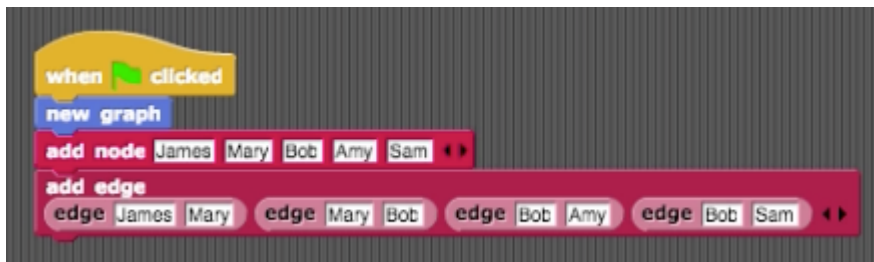 when clicked
new graph
add node James Mary Bob Amy Sam
add edge
edge James Mary edge Mary Bob edge Bob Amy edge Bob Sam